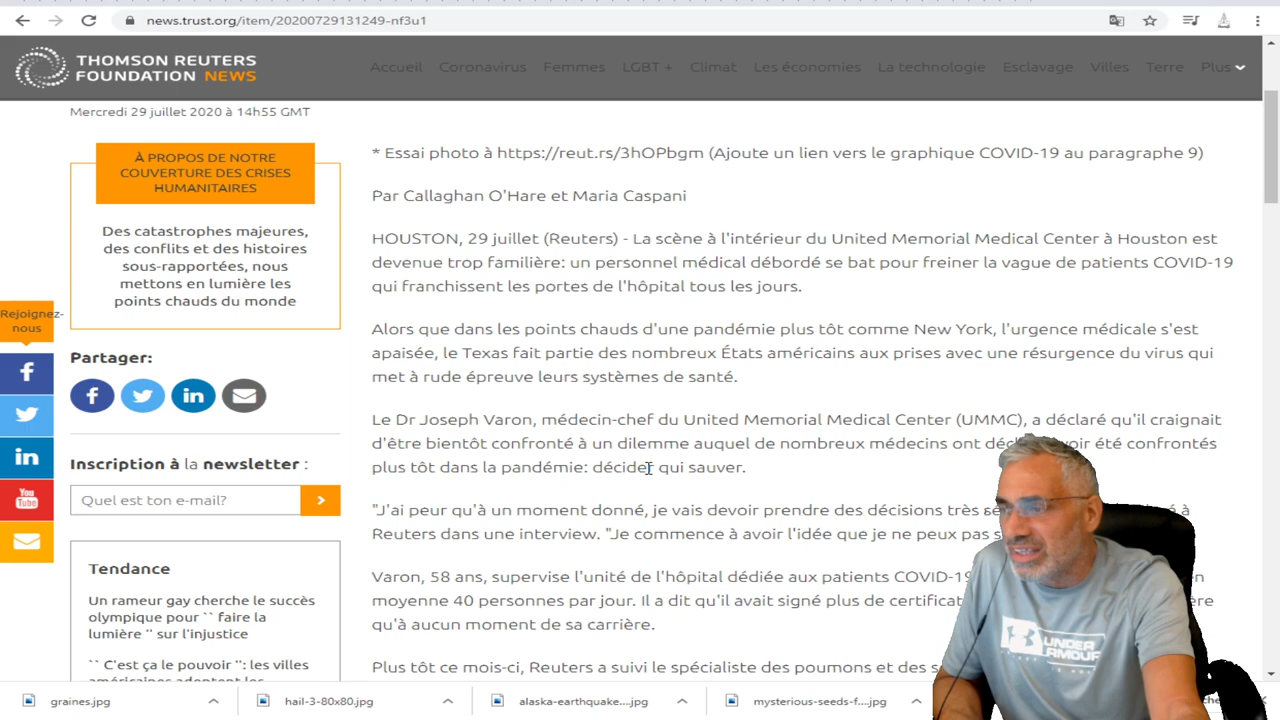 news.trust.org/item/20200729131249-nf3u1
THOMSON REUTERS
FOUNDATION NEWS
Accueil Coronavirus Femmes LGBT + Climat Les économies La technologie Esclavage Villes Terre Plus
Mercredi 29 juillet 2020 à 14h55 GMT
À PROPOS DE NOTRE
COUVERTURE DES CRISES
HUMANITAIRES
Des catastrophes majeures,
des conflits et des histoires
sous-rapportées, nous
mettons en lumière les
points chauds du monde
Rejoignez-
nous
Partager:
Inscription à la newsletter :
Quel est ton e-mail?
Tendance
Un rameur gay cherche le succès
olympique pour `` faire la
lumière '' sur l'injustice
`` C'est ça le pouvoir '': les villes
américaines adoptent les
* Essai photo à https://reut.rs/3hOPbgm (Ajoute un lien vers le graphique COVID-19 au paragraphe 9)
Par Callaghan O'Hare et Maria Caspani
HOUSTON, 29 juillet (Reuters) - La scène à l'intérieur du United Memorial Medical Center à Houston est
devenue trop familière: un personnel médical débordé se bat pour freiner la vague de patients COVID-19
qui franchissent les portes de l'hôpital tous les jours.
Alors que dans les points chauds d'une pandémie plus tôt comme New York, l'urgence médicale s'est
apaisée, le Texas fait partie des nombreux États américains aux prises avec une résurgence du virus qui
met à rude épreuve leurs systèmes de santé.
Le Dr Joseph Varon, médecin-chef du United Memorial Medical Center (UMMC), a déclaré qu'il craignait
d'être bientôt confronté à un dilemme auquel de nombreux médecins ont été confrontés
plus tôt dans la pandémie: décider qui sauver.
"J'ai peur qu'à un moment donné, je vais devoir prendre des décisions très à
Reuters dans une interview. "Je commence à avoir l'idée que je ne peux pas
Varon, 58 ans, supervise l'unité de l'hôpital dédiée aux patients COVID-19 en
moyenne 40 personnes par jour. Il a dit qu'il avait signé plus de
qu'à aucun moment de sa carrière.
Plus tôt ce mois-ci, Reuters a suivi le spécialiste des poumons et des
UNDER
ARMOUR
graines.jpg
hail-3-80x80.jpg
alaska-earthquake....jpg
mysterious-seeds-f....jpg